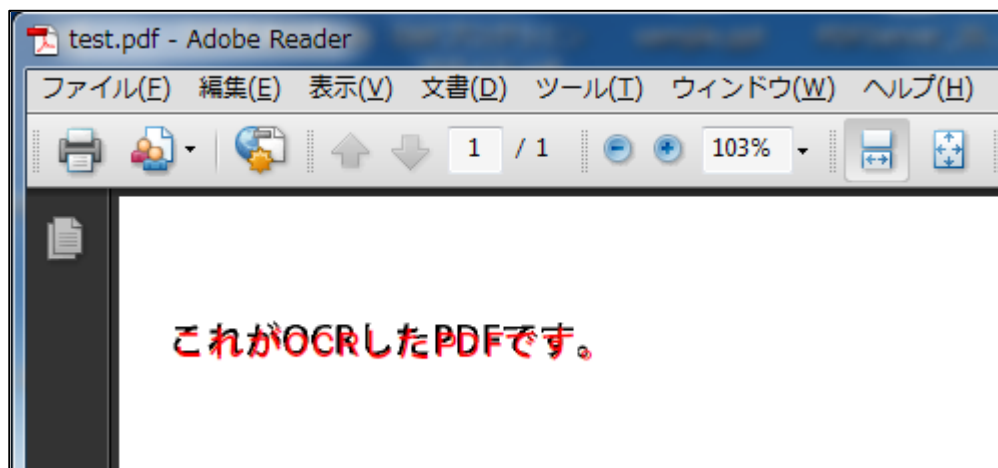 test.pdf - Adobe Reader
ファイル(F) 編集(E) 表示(V) 文書(D) ツール(T) ウィンドウ(W) ヘルプ(H)
1 / 1 103%
これがOCRしたPDFです。